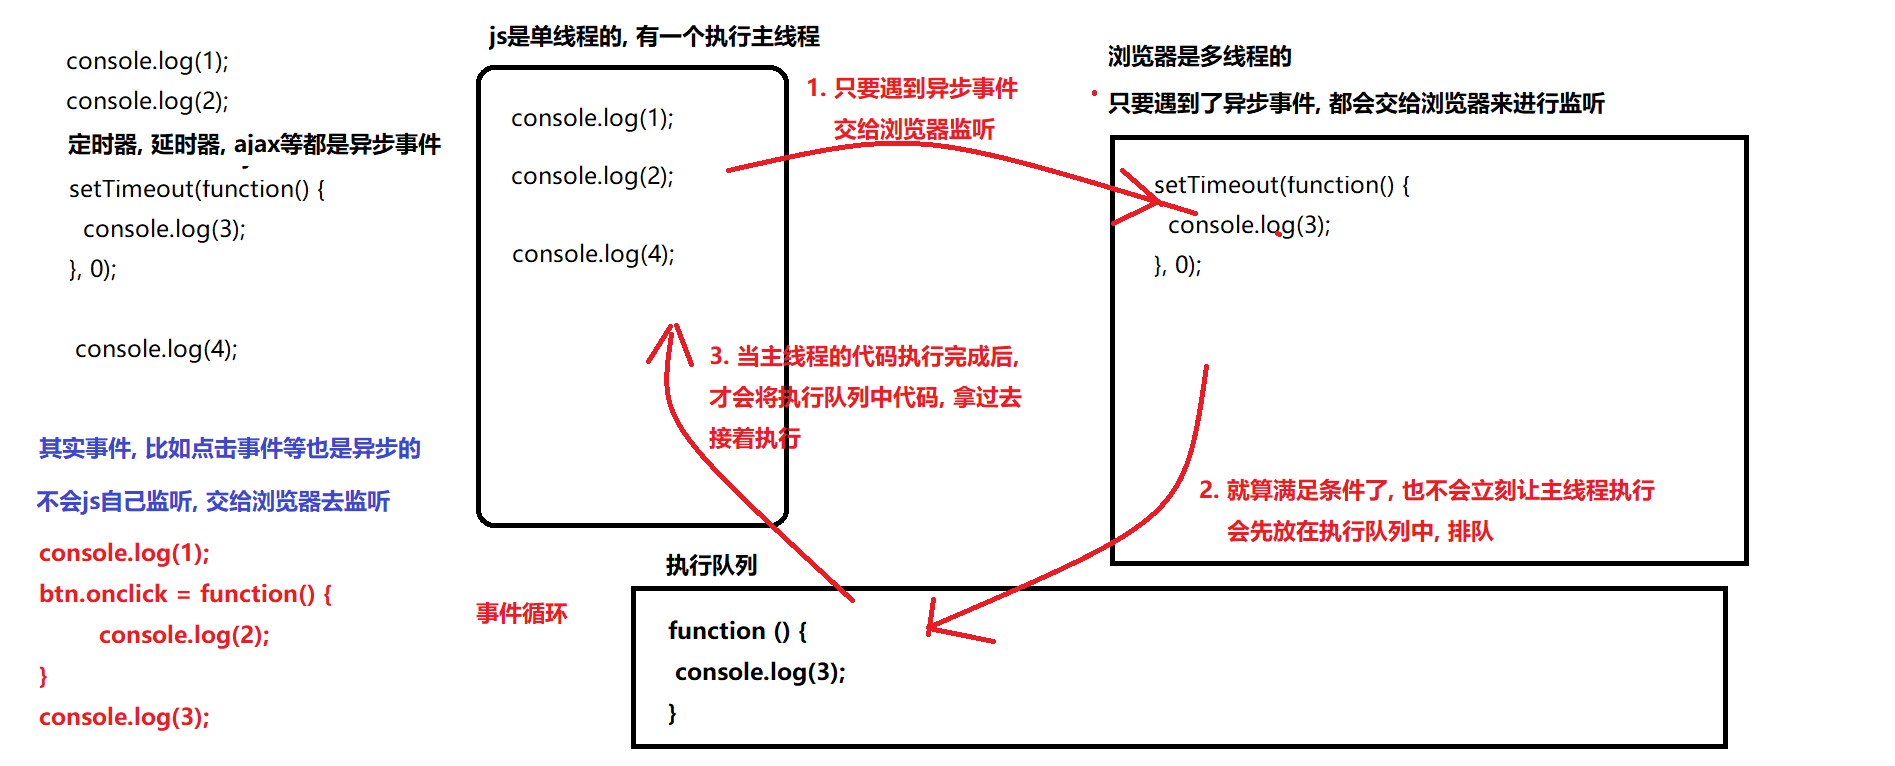 console.log(1);
console.log(2);
定时器, 延时器, ajax等都是异步事件
setTimeout(function() {
console.log(3);
}, 0);
console.log(4);
其实事件, 比如点击事件等也是异步的
不会js自己监听, 交给浏览器去监听
console.log(1);
btn.onclick = function() {
console.log(2);
}
console.log(3);
js是单线程的, 有一个执行主线程
console.log(1);
console.log(2);
console.log(4);
1. 只要遇到异步事件
交给浏览器监听
浏览器是多线程的
只要遇到了异步事件, 都会交给浏览器来进行监听
setTimeout(function() {
console.log(3);
}, 0);
2. 就算满足条件了, 也不会立刻让主线程执行
会先放在执行队列中, 排队
3. 当主线程的代码执行完成后,
才会将执行队列中代码, 拿过去
接着执行
执行队列
事件循环
function () {
console.log(3);
}